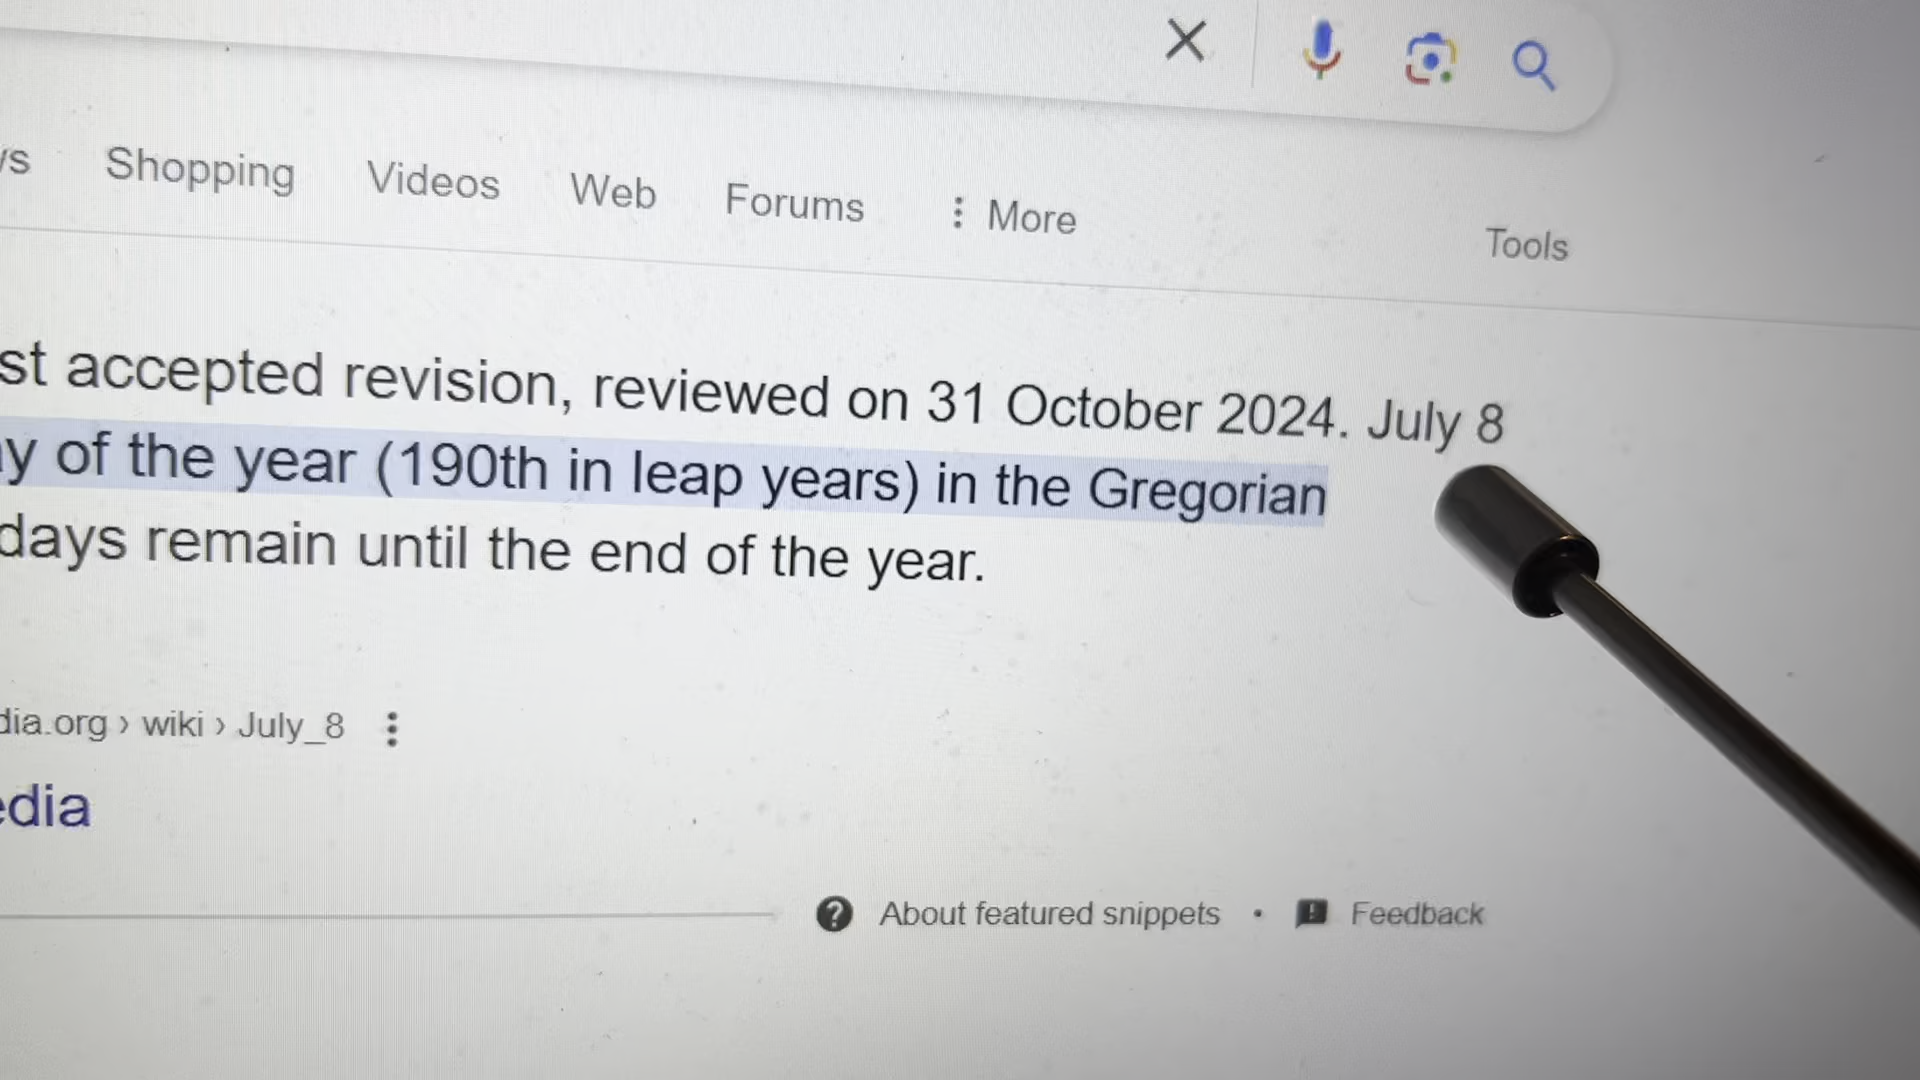 Shopping Videos Web Forums More Tools
accepted revision, reviewed on 31 October 2024. July 8
of the year (190th in leap years) in the Gregorian
days remain until the end of the year.
dia.org › wiki › July_8
edia
About featured snippets • Feedback